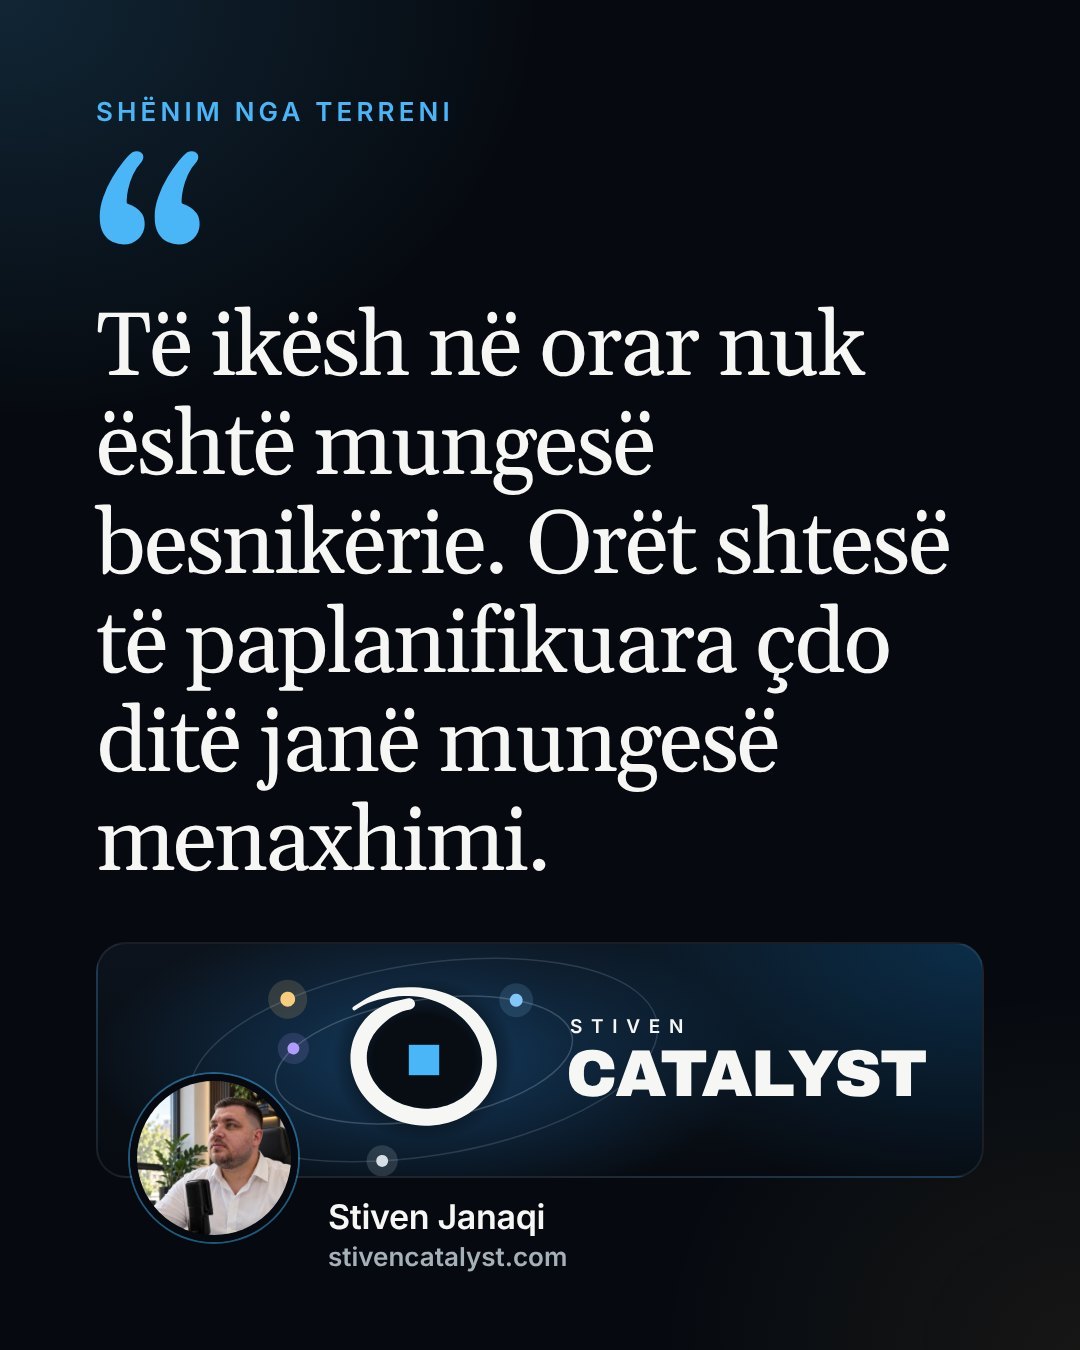 SHËNIM NGA TERRENI
“
Të ikësh në orar nuk
është mungesë
besnikërie. Orët shtesë
të paplanifikuara çdo
ditë janë mungesë
menaxhimi.
STIVEN
CATALYST
Stiven Janaqi
stivencatalyst.com